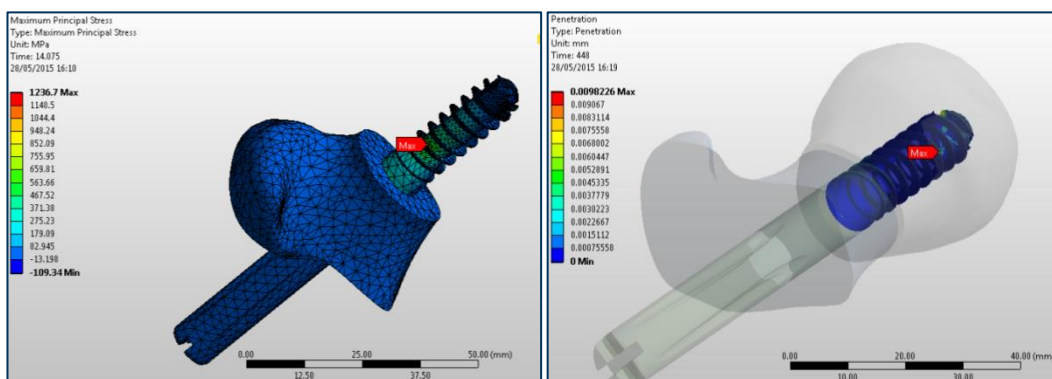 Maximum Principal Stress
Type: Maximum Principal Stress
Unit: MPa
Time: 14.075
28/05/2015 16:10
1236.7 Max
1140.5
1044.4
948.24
852.09
755.95
659.81
563.66
467.52
371.38
275.23
179.09
82.945
-13.198
-109.34 Min
Max
0.00
25.00
50.00 (mm)
12.50
37.50
Penetration
Type: Penetration
Unit: mm
Time: 448
28/05/2015 16:19
0.0098226 Max
0.009067
0.0083114
0.0075558
0.0068002
0.0060447
0.0052891
0.0045335
0.0037779
0.0030223
0.0022667
0.0015112
0.00075558
0 Min
Max
0.00
20.00
40.00 (mm)
10.00
30.00